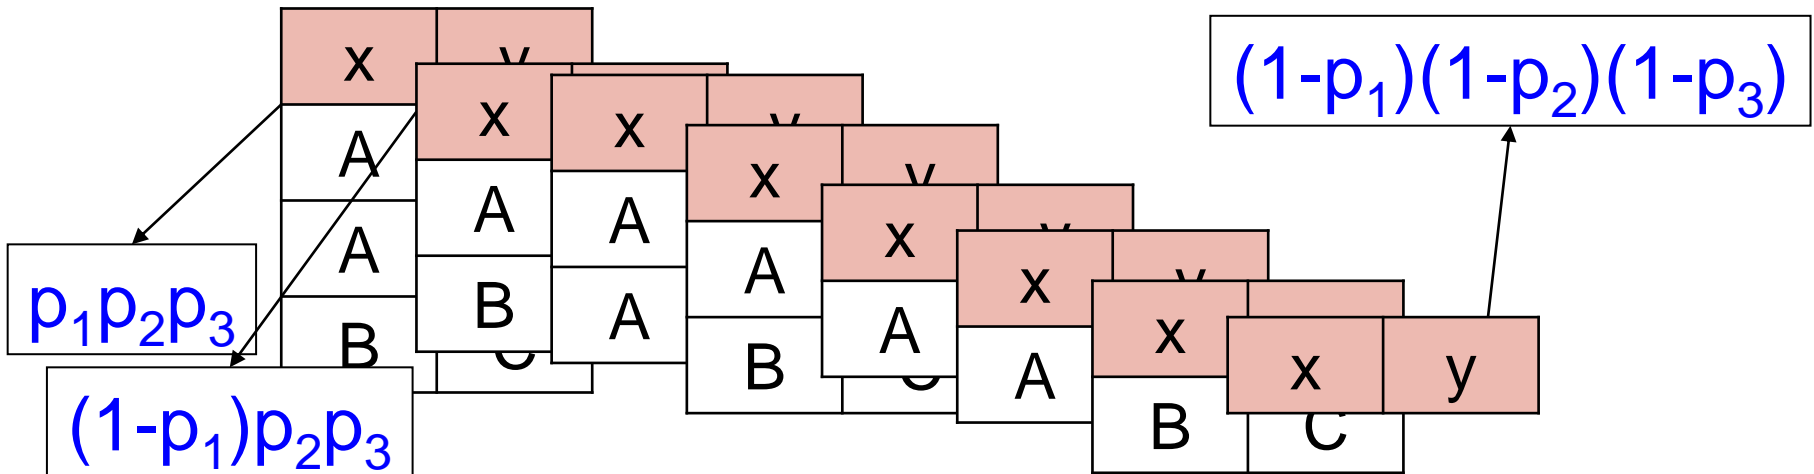 x y
A
A
B
x
A
B C
x y
A
A
x y
A
B
x y
A C
x y
A
x
B C
x y
p₁p₂p₃
(1-p₁)p₂p₃
(1-p₁)(1-p₂)(1-p₃)